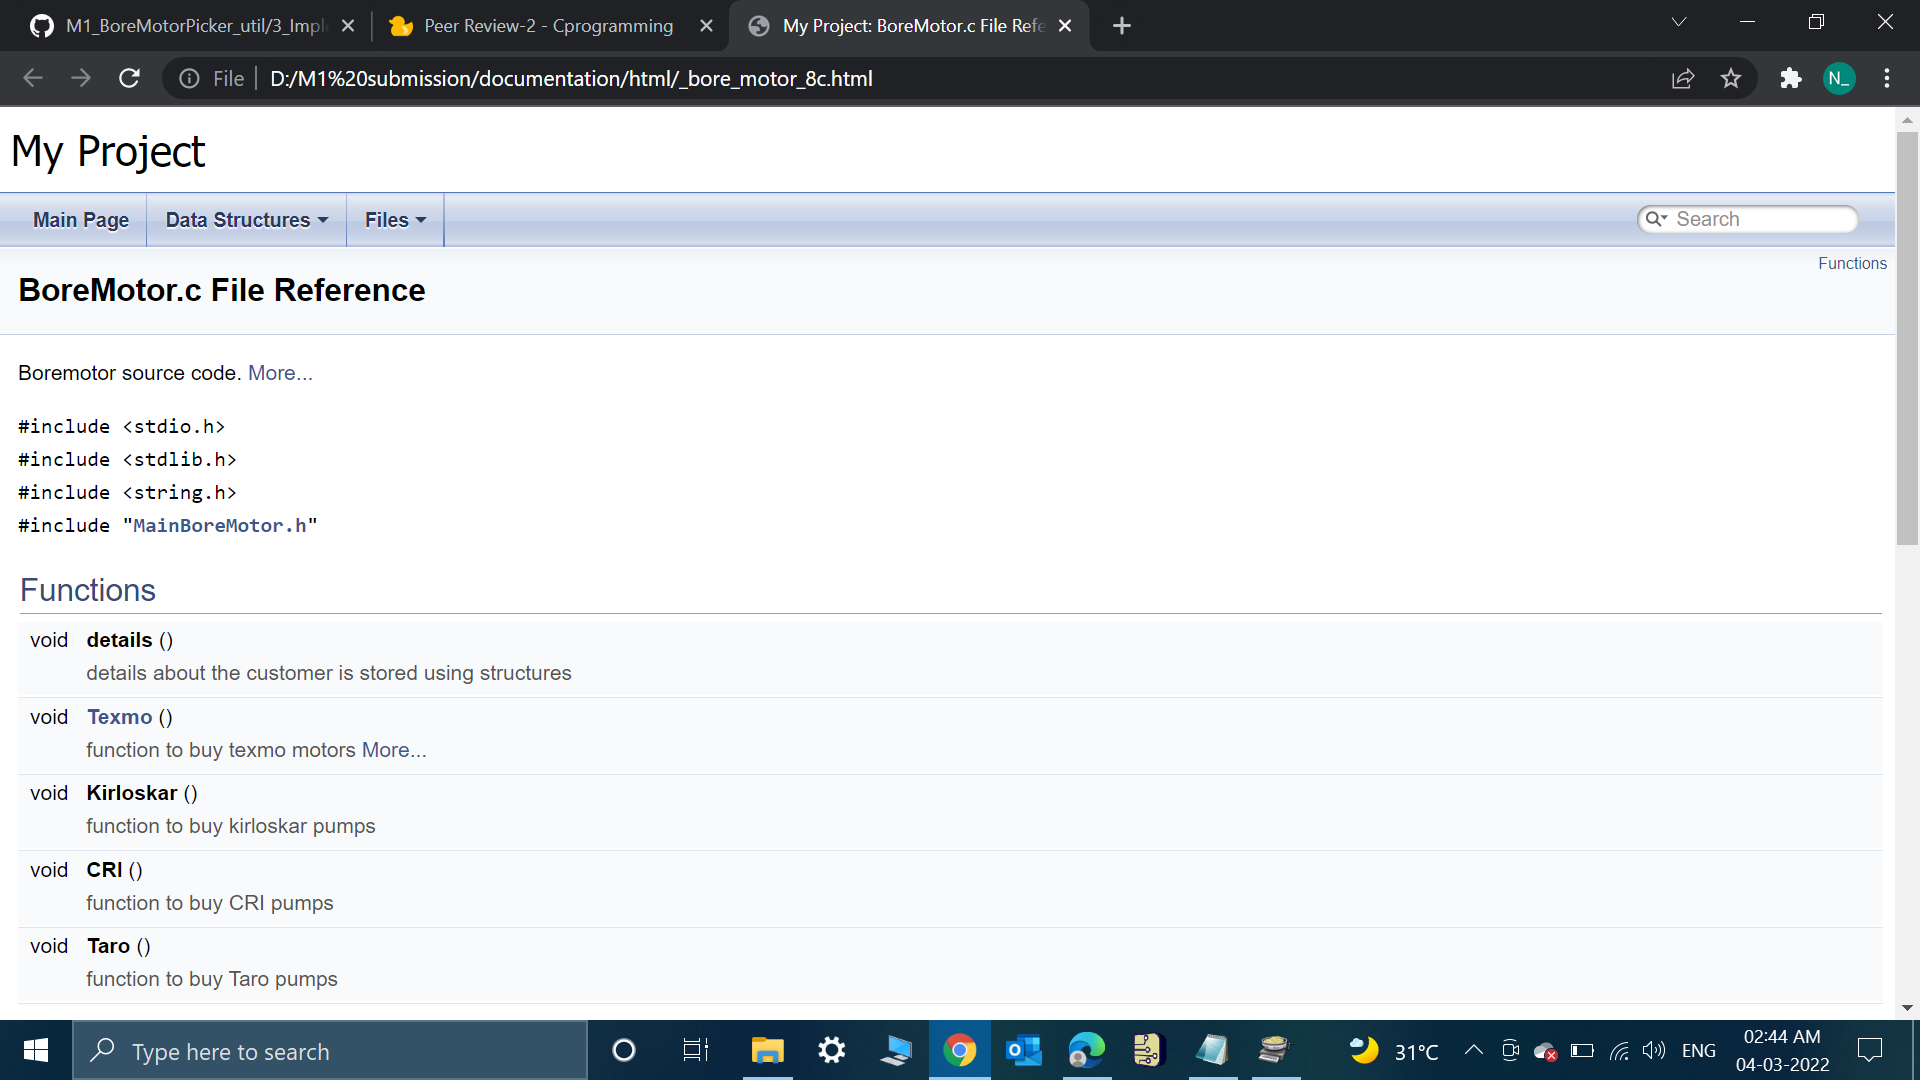 M1_BoreMotorPicker_util/3_Imple
Peer Review-2 - Cprogramming
My Project: BoreMotor.c File Refe
File
D:/M1%20submission/documentation/html/_bore_motor_8c.html
N_
My Project
Main Page
Data Structures
Files
Search
Functions
BoreMotor.c File Reference
Boremotor source code. More...
#include <stdio.h>
#include <stdlib.h>
#include <string.h>
#include "MainBoreMotor.h"
Functions
void details ()
details about the customer is stored using structures
void Texmo ()
function to buy texmo motors More...
void Kirloskar ()
function to buy kirloskar pumps
void CRI ()
function to buy CRI pumps
void Taro ()
function to buy Taro pumps
Type here to search
31°C
ENG
02:44 AM
04-03-2022